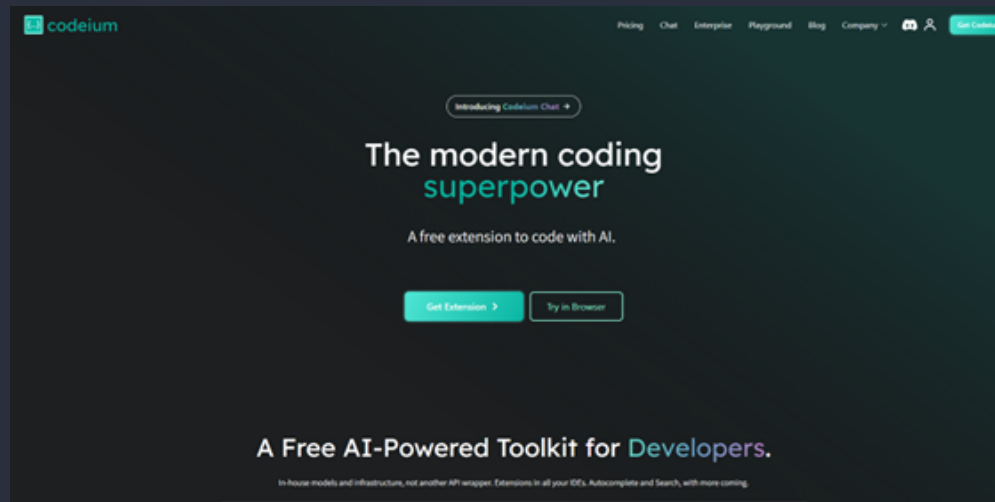 codeium
Pricing Chat Enterprise Playground Blog Company
Introducing Codeium Chat →
The modern coding
superpower
A free extension to code with AI.
Get Extension
Try in Browser
A Free AI-Powered Toolkit for Developers.
In-house models and infrastructure, not another API wrapper. Extensions in all your IDEs. Autocomplete and Search, with more coming.